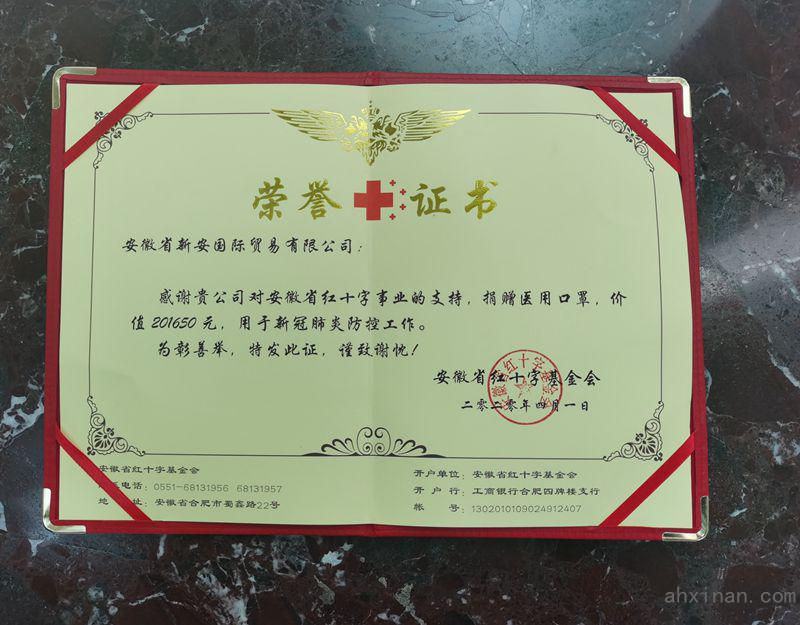 荣誉证书
安徽省新安国际贸易有限公司：
感谢贵公司对安徽省红十字事业的支持，捐赠医用口罩，价
值201650元，用于新冠肺炎防控工作。
为彰善举，特发此证，谨致谢忱！
安徽省红十字基金会
二零二零年四月一日
安徽省红十字基金会
电话：0551-68131956 68131957
地 址：安徽省合肥市蜀鑫路22号
开户单位：安徽省红十字基金会
开 户 行：工商银行合肥四牌楼支行
帐 号：1302010109024912407
ahxinan.com